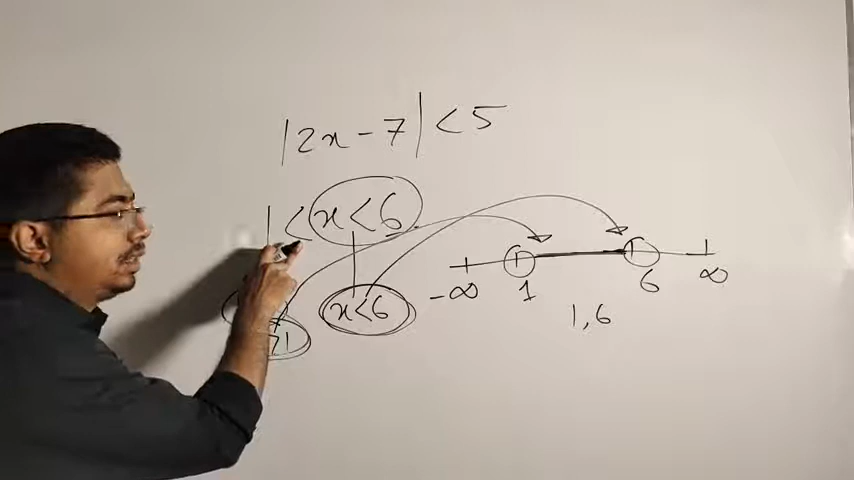 |2x - 7| < 5
1 < x < 6
-∞ 1 6 ∞
x < 6
1, 6